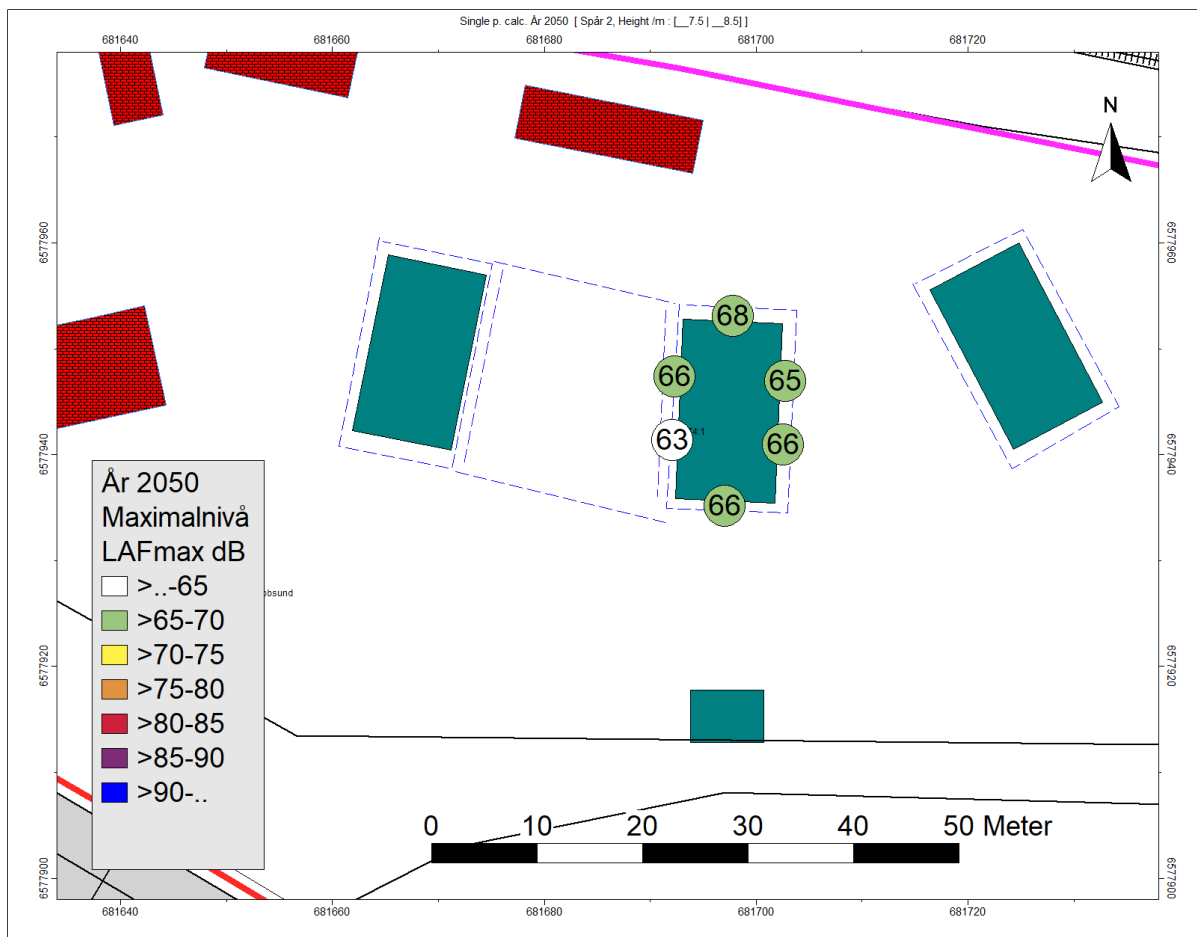 Single p. calc. År 2050 [ Spår 2, Height /m : [__7.5 | __8.5] ]
681640 681660 681680 681700 681720
N
6577960 6577960
68
66 65
63 66
66
6577940 6577940
År 2050
Maximalnivå
LAFmax dB
>..-65
>65-70
>70-75
>75-80
>80-85
>85-90
>90-..
6577920 6577920
0 10 20 30 40 50 Meter
6577900 6577900
681640 681660 681680 681700 681720